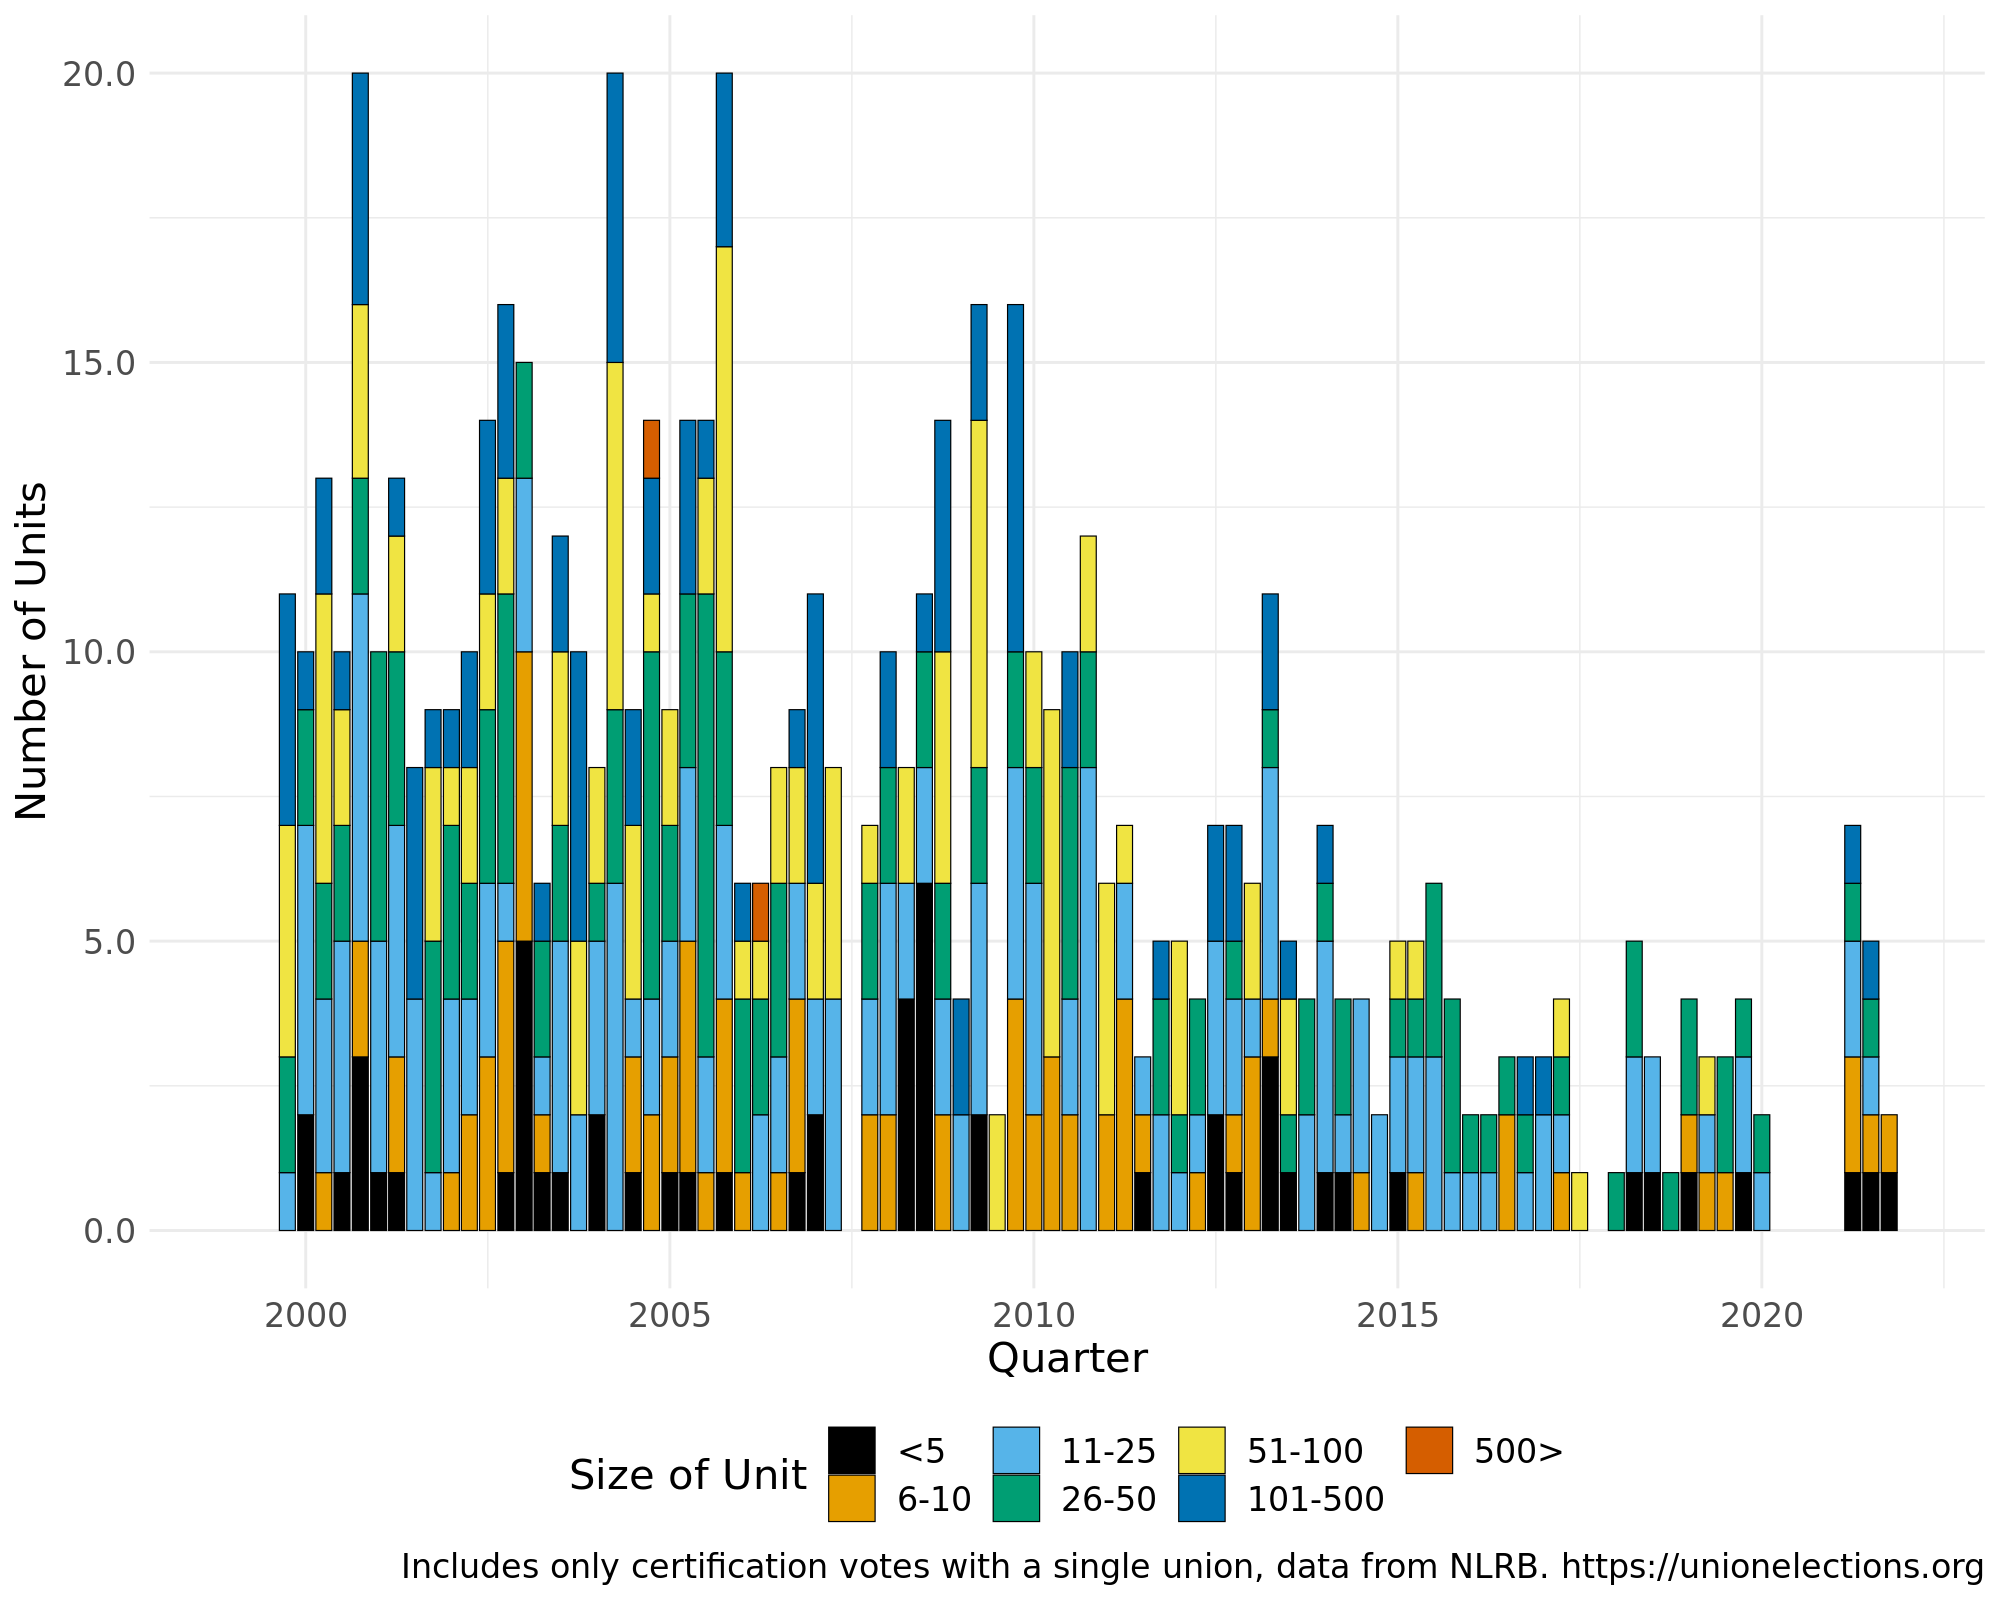 20.0
15.0
10.0
5.0
0.0
Number of Units
2000 2005 2010 2015 2020
Quarter
Size of Unit
<5 11-25 51-100 500>
6-10 26-50 101-500
Includes only certification votes with a single union, data from NLRB. https://unionelections.org